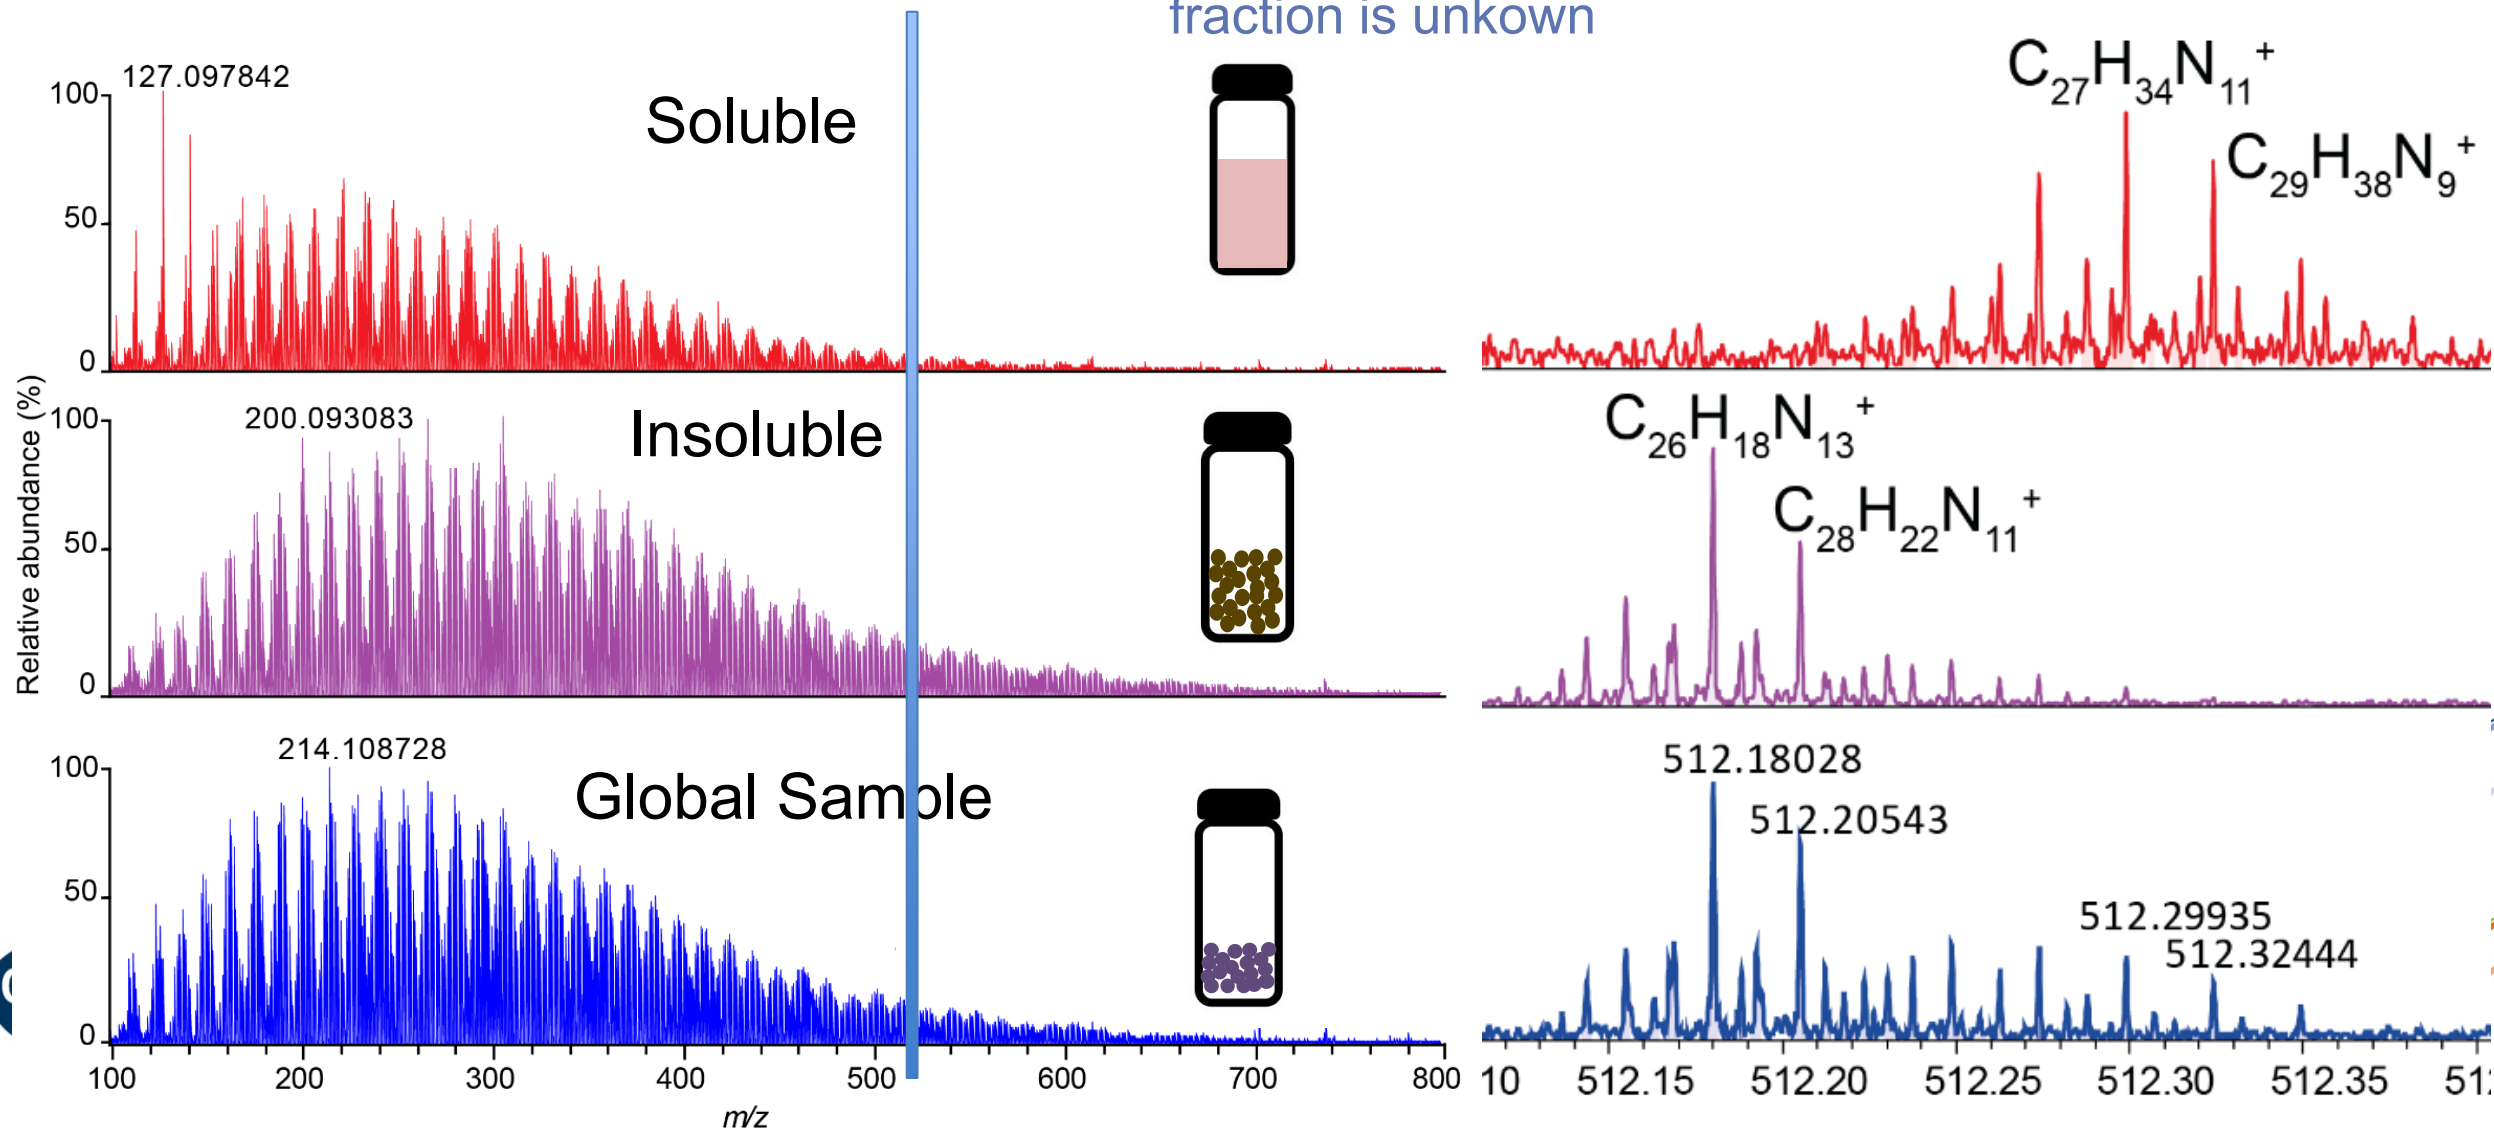 fraction is unkown
127.097842
Soluble
100
50
0
C27H34N11+
C29H38N9+
Relative abundance (%)
200.093083
Insoluble
100
50
0
C26H18N13+
C28H22N11+
214.108728
Global Sample
100
50
0
512.18028
512.20543
512.29935
512.32444
100 200 300 400 500 600 700 800
m/z
10 512.15 512.20 512.25 512.30 512.35